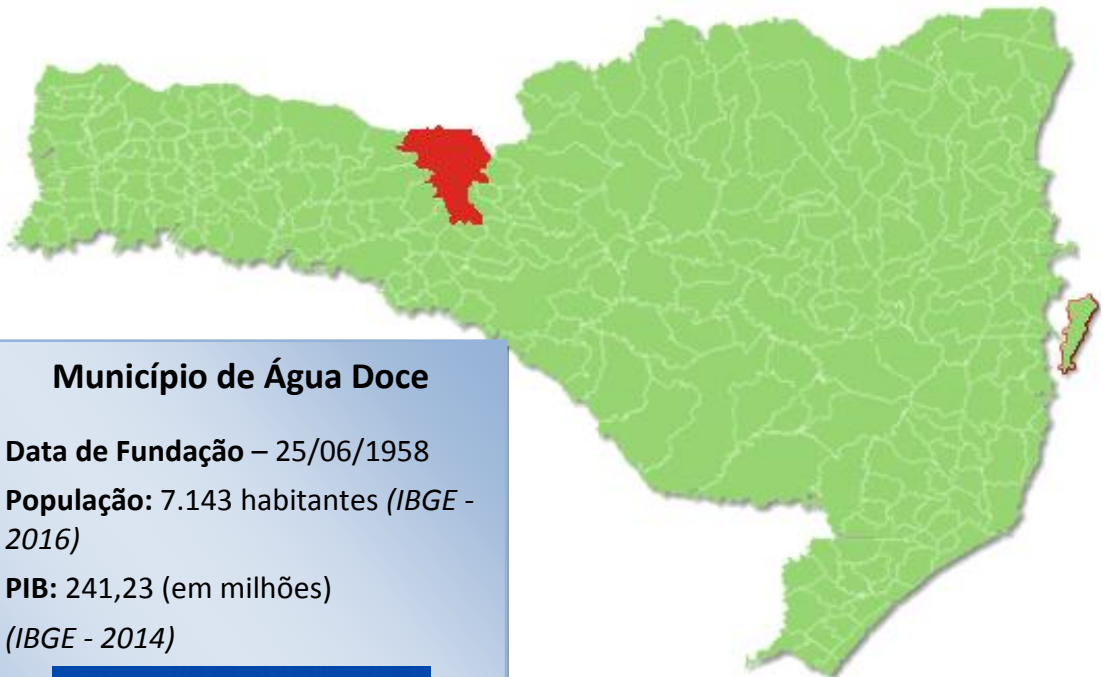 Município de Água Doce
Data de Fundação – 25/06/1958
População: 7.143 habitantes (IBGE -
2016)
PIB: 241,23 (em milhões)
(IBGE - 2014)